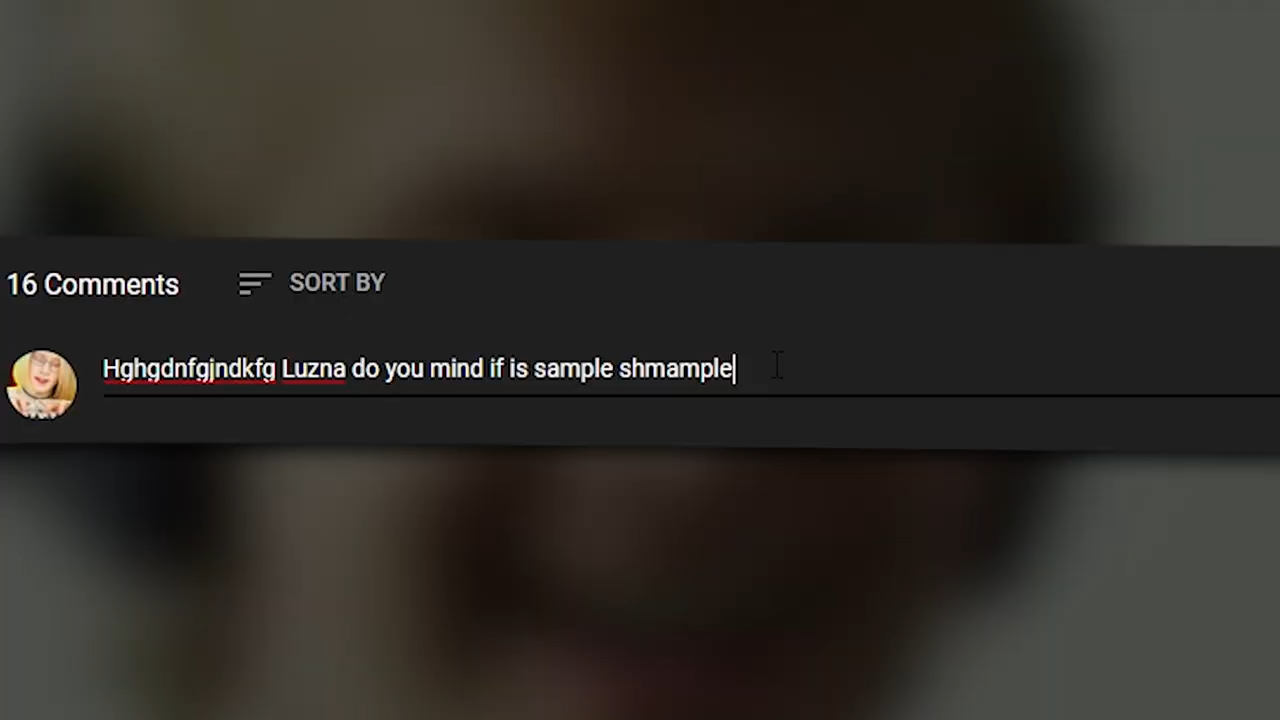 16 Comments SORT BY
Hghgdnfgjndkfg Luzna do you mind if is sample shmample